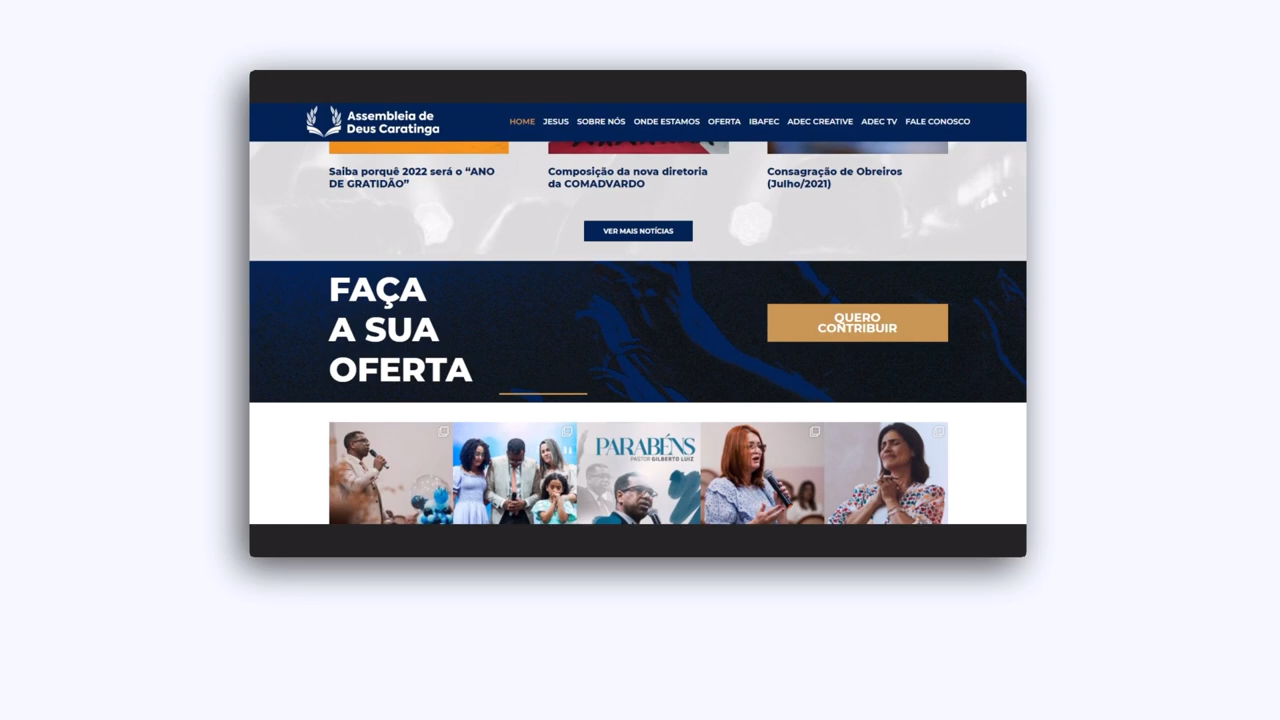 Assembleia de
Deus Caratinga
HOME JESUS SOBRE NÓS ONDE ESTAMOS OFERTA IBAFEC ADEC CREATIVE ADEC TV FALE CONOSCO
Saiba porquê 2022 será o “ANO
DE GRATIDÃO”
Composição da nova diretoria
da COMADVARDO
Consagração de Obreiros
(Julho/2021)
VER MAIS NOTÍCIAS
FAÇA
A SUA
OFERTA
QUERO
CONTRIBUIR
PARABÉNS
PASTOR GILBERTO LUIZ